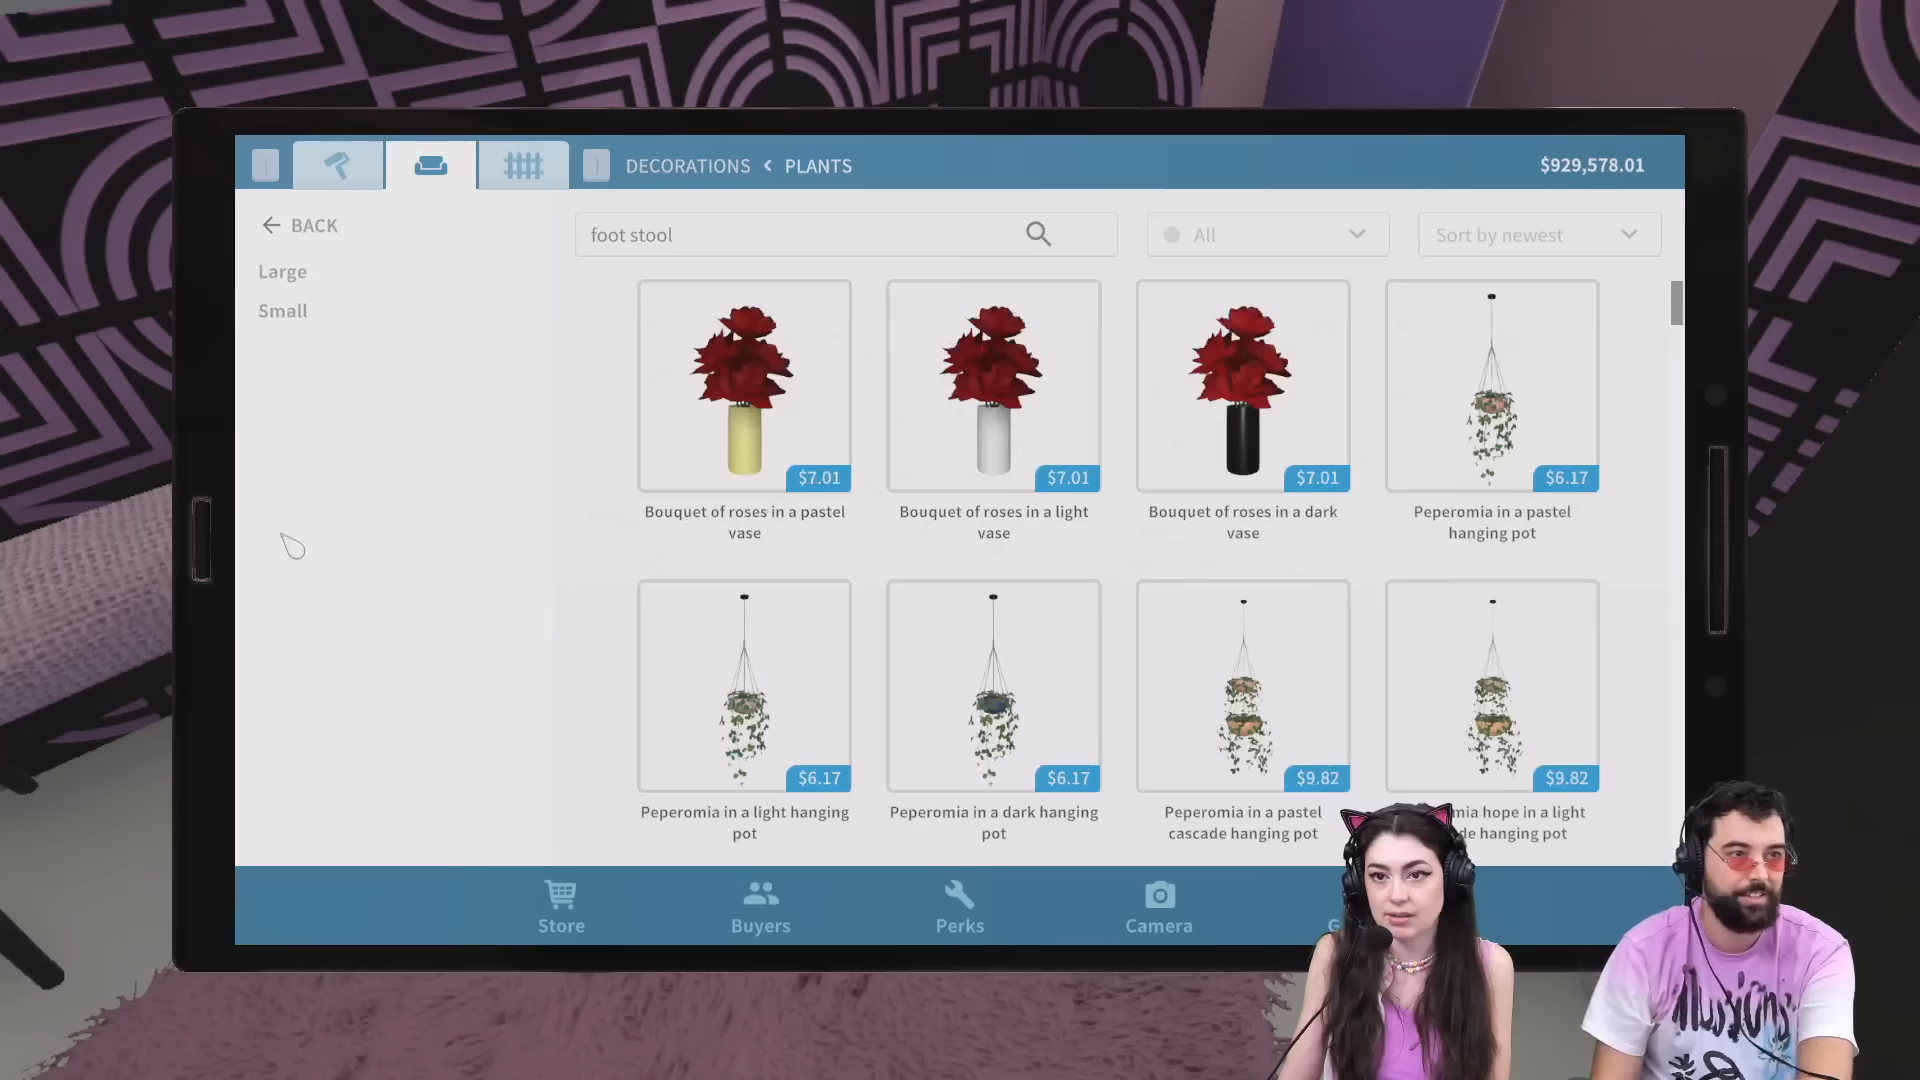 DECORATIONS < PLANTS
$929,578.01
BACK
foot stool
All
Sort by newest
Large
Small
$7.01
$7.01
$7.01
$6.17
Bouquet of roses in a pastel
vase
Bouquet of roses in a light
vase
Bouquet of roses in a dark
vase
Peperomia in a pastel
hanging pot
$6.17
$6.17
$9.82
$9.82
Peperomia in a light hanging
pot
Peperomia in a dark hanging
pot
Peperomia in a pastel
cascade hanging pot
mia hope in a light
de hanging pot
Store
Buyers
Perks
Camera
G
illusions